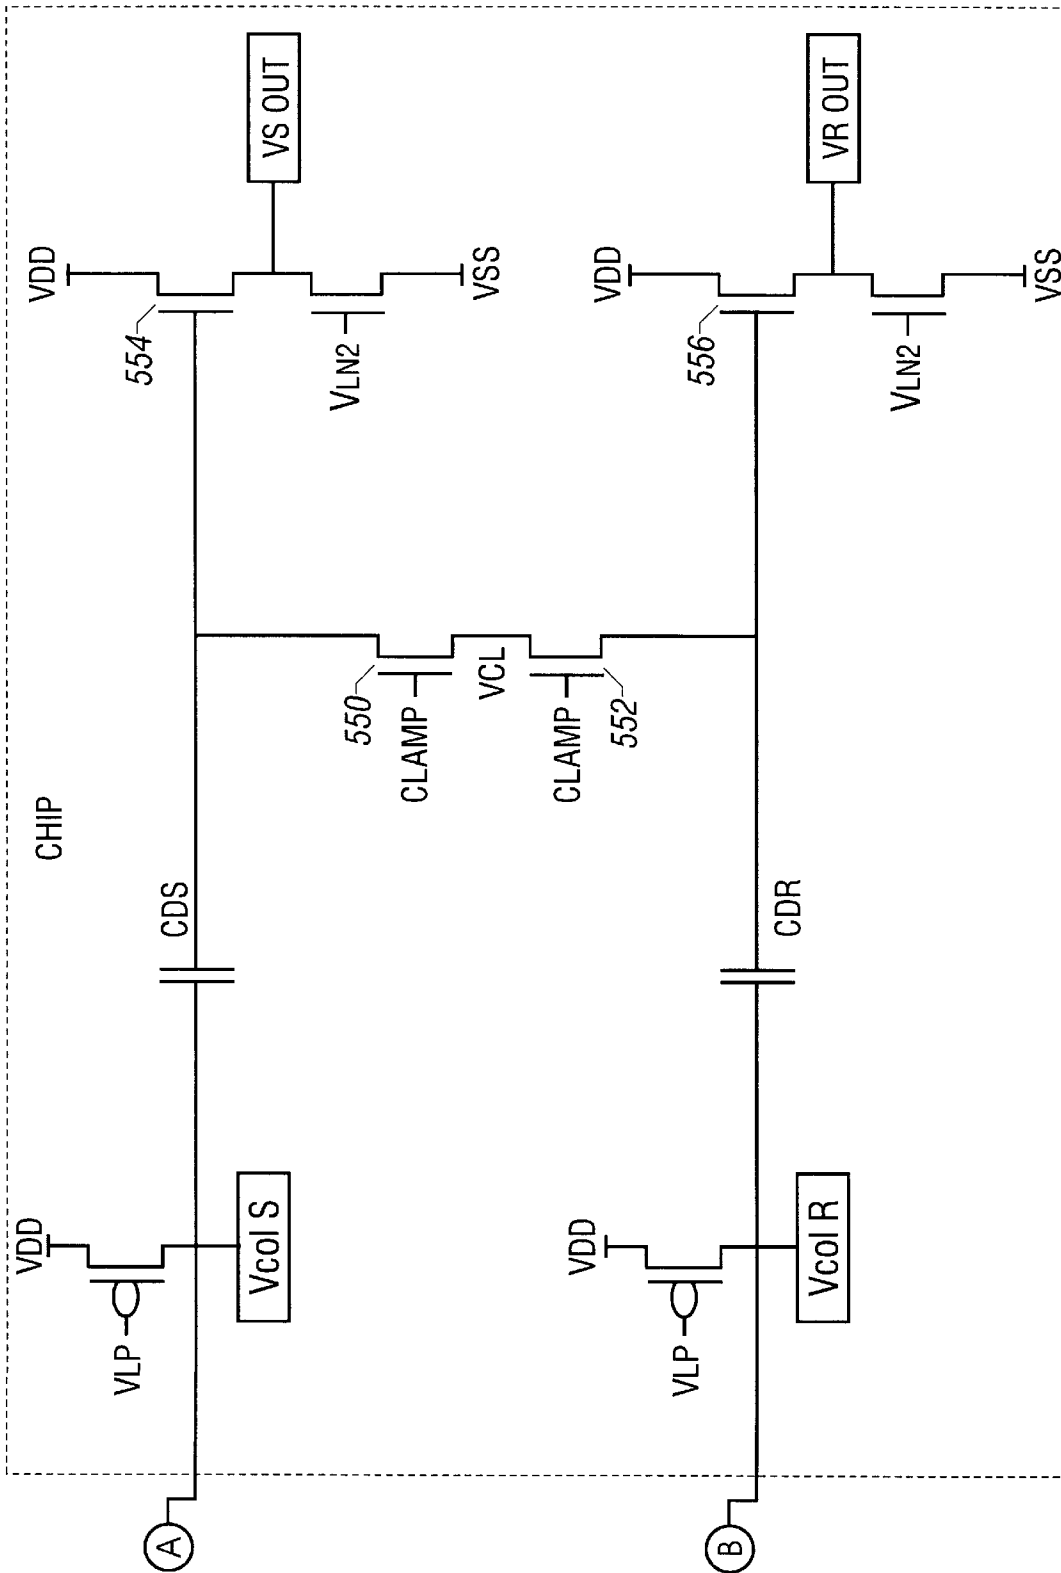 CHIP
VDD
VLP
Vcol S
A
CDS
VDD
554
VLN2
VSS
VS OUT
550
CLAMP
VCL
CLAMP
552
VDD
VLP
Vcol R
B
CDR
VDD
556
VLN2
VSS
VR OUT